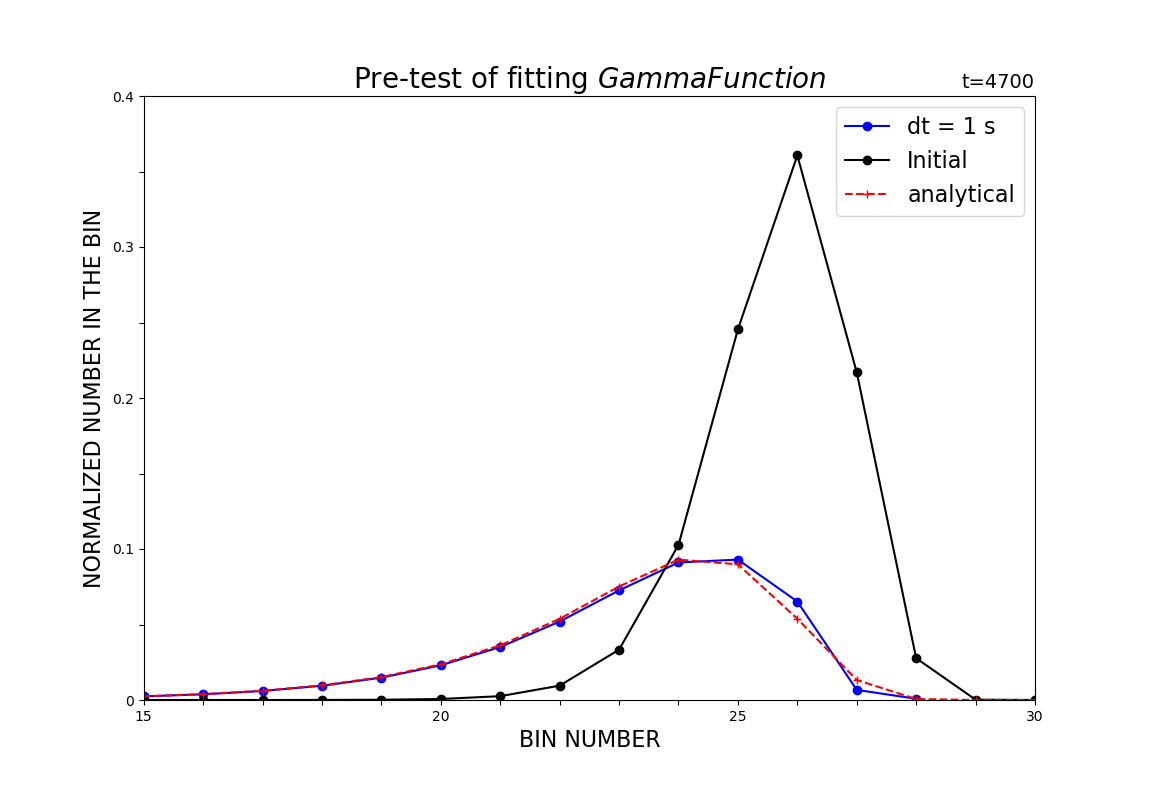 Pre-test of fitting GammaFunction
t=4700
dt = 1 s
Initial
analytical
NORMALIZED NUMBER IN THE BIN
0.4
0.3
0.2
0.1
0
15
20
25
30
BIN NUMBER